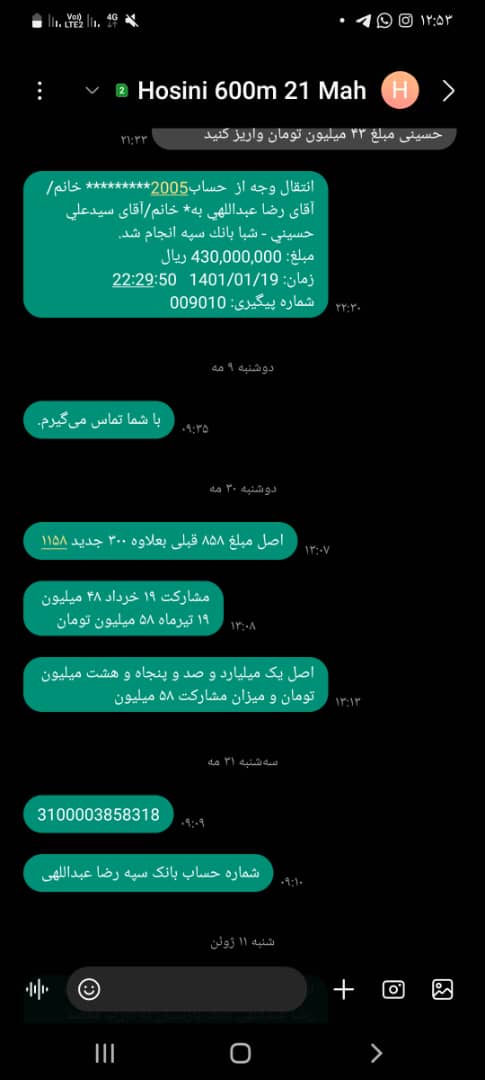 ۱۲:۵۳
Vo))
LTE2
4G
2 Hosini 600m 21 Mah
H
حسینی مبلغ ۴۳ میلیون تومان واریز کنید
۲۱:۳۳
انتقال وجه از حساب2005********* خانم/
آقای رضا عبداللهي به* خانم/آقای سیدعلي
حسيني - شبا بانك سپه انجام شد.
مبلغ: 430,000,000 ریال
زمان: 1401/01/19 22:29:50
شماره پیگیری: 009010
۲۲:۳۰
دوشنبه ۹ مه
با شما تماس می‌گیرم.
۰۹:۳۵
دوشنبه ۳۰ مه
اصل مبلغ ۸۵۸ قبلی بعلاوه ۳۰۰ جدید ۱۱۵۸
۱۳:۰۷
مشارکت ۱۹ خرداد ۴۸ میلیون
۱۹ تیرماه ۵۸ میلیون تومان
۱۳:۰۸
اصل یک میلیارد و صد و پنجاه و هشت میلیون
تومان و میزان مشارکت ۵۸ میلیون
۱۳:۱۳
سه‌شنبه ۳۱ مه
3100003858318
۰۹:۰۹
شماره حساب بانک سپه رضا عبداللهی
۰۹:۱۰
شنبه ۱۱ ژوئن